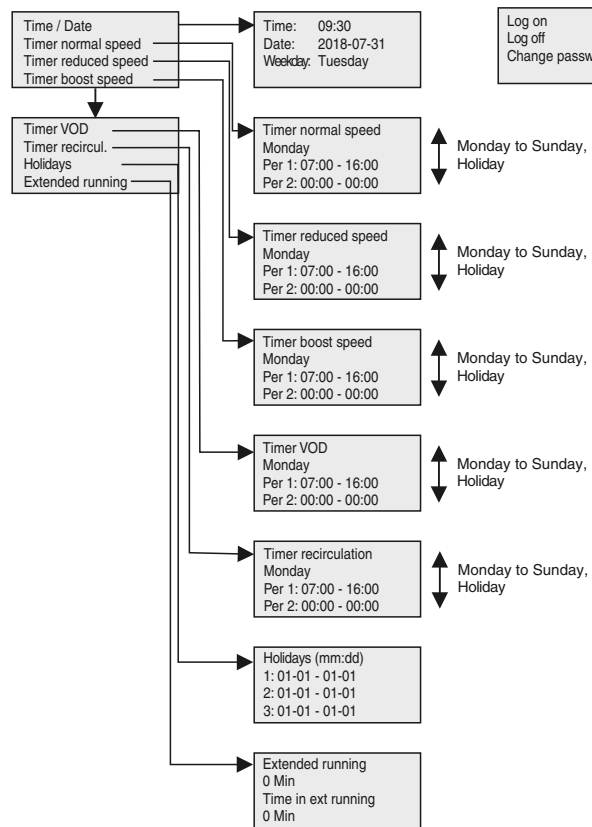 Time / Date
Timer normal speed
Timer reduced speed
Timer boost speed
Timer VOD
Timer recircul.
Holidays
Extended running
Time: 09:30
Date: 2018-07-31
Weekday: Tuesday
Log on
Log off
Change passw
Timer normal speed
Monday
Per 1: 07:00 - 16:00
Per 2: 00:00 - 00:00
Monday to Sunday,
Holiday
Timer reduced speed
Monday
Per 1: 07:00 - 16:00
Per 2: 00:00 - 00:00
Monday to Sunday,
Holiday
Timer boost speed
Monday
Per 1: 07:00 - 16:00
Per 2: 00:00 - 00:00
Monday to Sunday,
Holiday
Timer VOD
Monday
Per 1: 07:00 - 16:00
Per 2: 00:00 - 00:00
Monday to Sunday,
Holiday
Timer recirculation
Monday
Per 1: 07:00 - 16:00
Per 2: 00:00 - 00:00
Monday to Sunday,
Holiday
Holidays (mm:dd)
1: 01-01 - 01-01
2: 01-01 - 01-01
3: 01-01 - 01-01
Extended running
0 Min
Time in ext running
0 Min